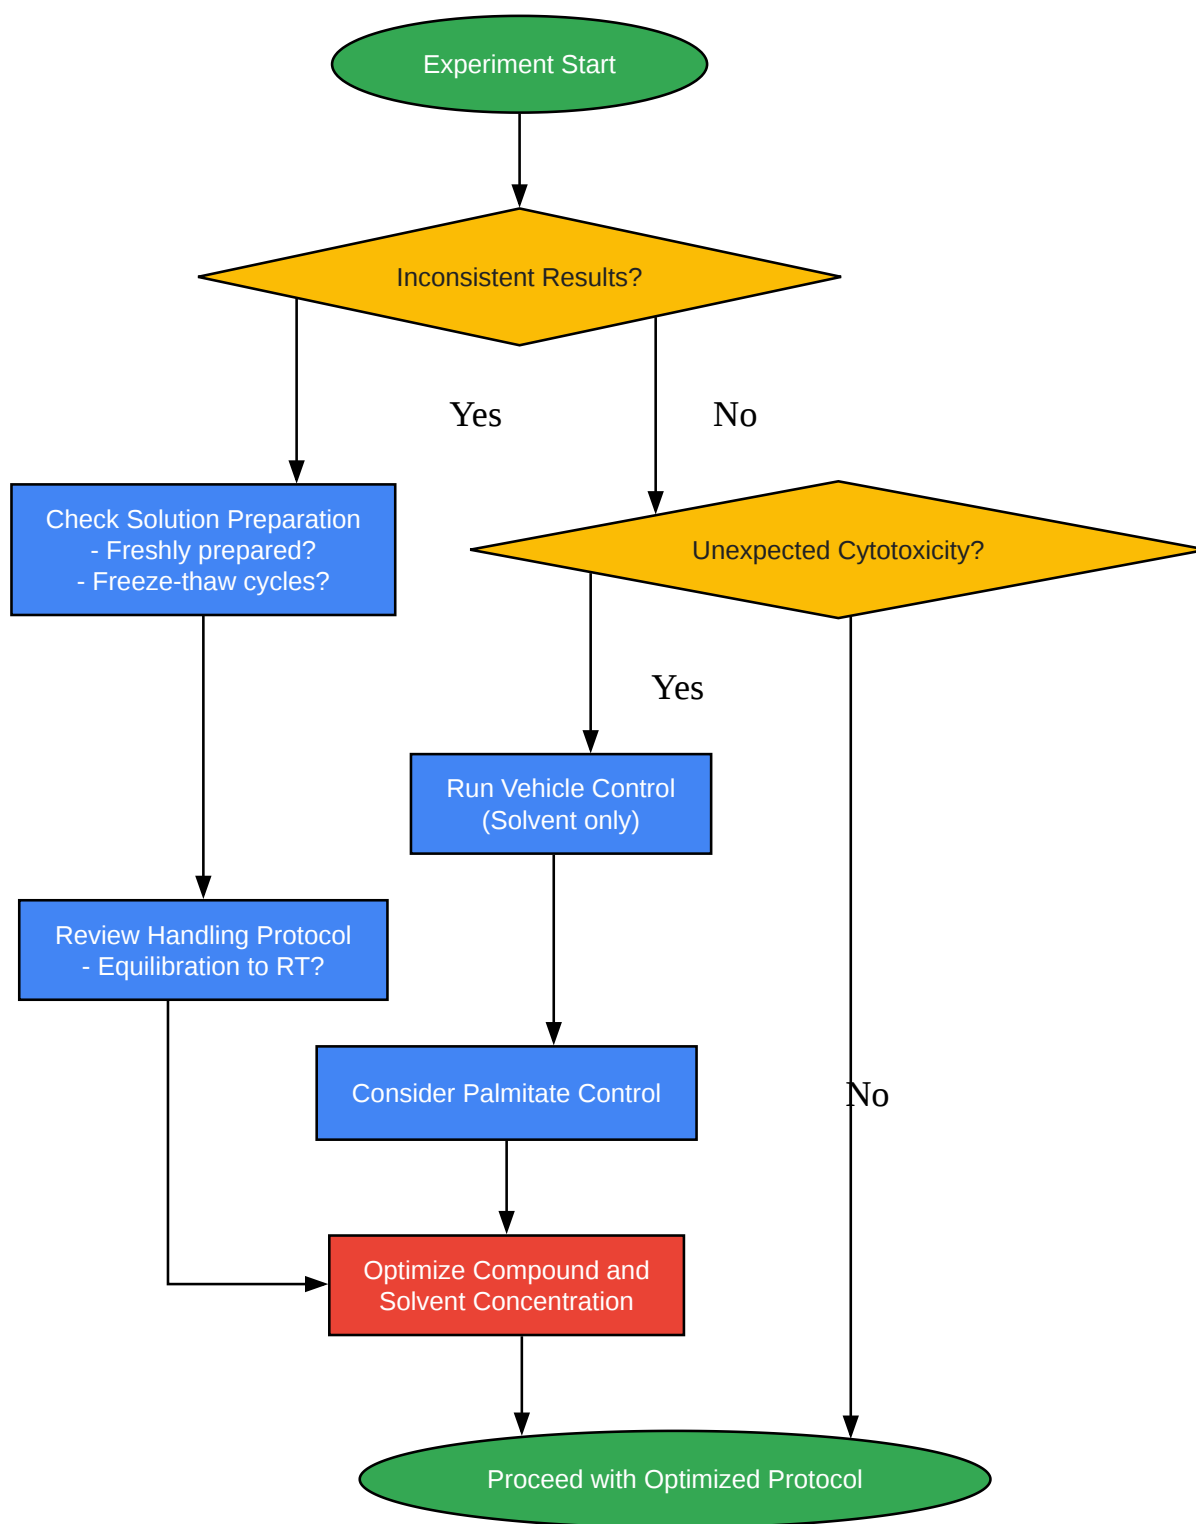 Experiment Start
Inconsistent Results?
Yes
No
Check Solution Preparation
- Freshly prepared?
- Freeze-thaw cycles?
Unexpected Cytotoxicity?
Yes
Run Vehicle Control
(Solvent only)
Review Handling Protocol
- Equilibration to RT?
Consider Palmitate Control
No
Optimize Compound and
Solvent Concentration
Proceed with Optimized Protocol